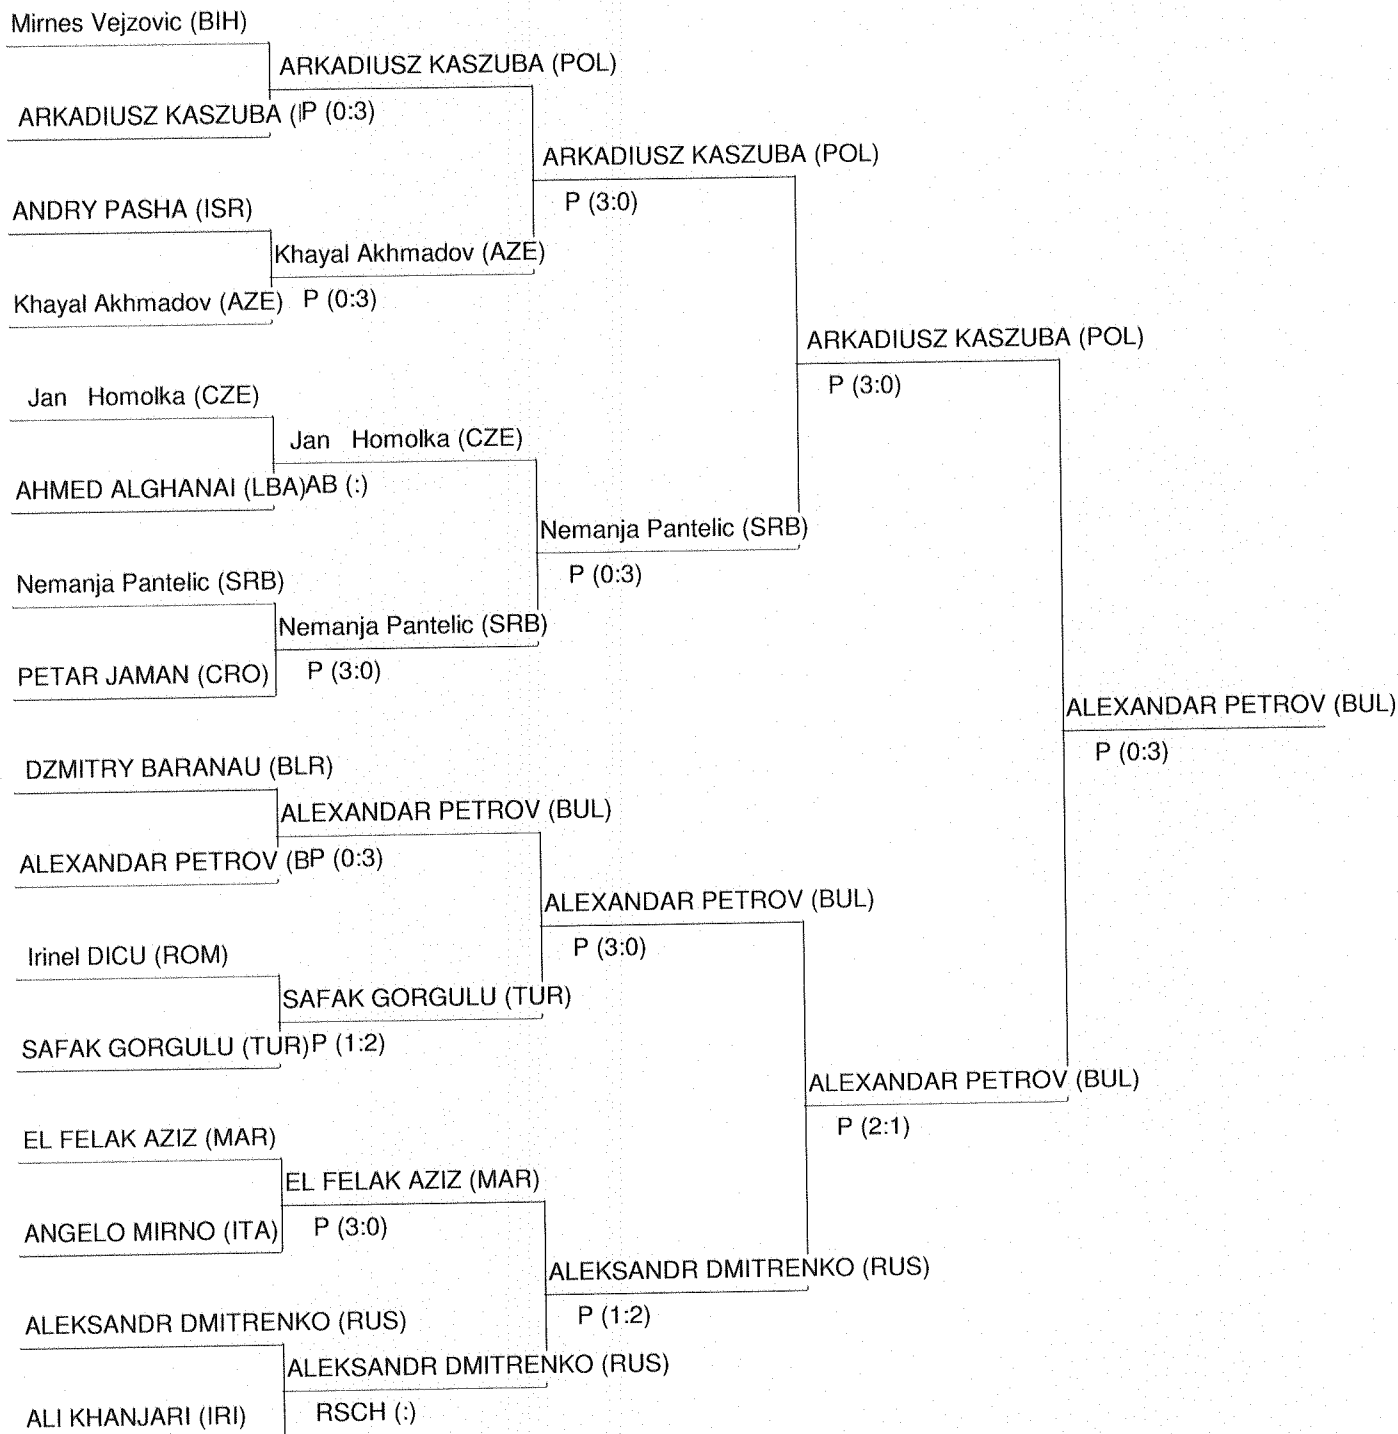 Mirnes Vejzovic (BIH)
ARKADIUSZ KASZUBA (POL)
ARKADIUSZ KASZUBA (P (0:3)
ARKADIUSZ KASZUBA (POL)
P (3:0)
ANDRY PASHA (ISR)
Khayal Akhmadov (AZE)
Khayal Akhmadov (AZE) P (0:3)
ARKADIUSZ KASZUBA (POL)
P (3:0)
Jan Homolka (CZE)
Jan Homolka (CZE)
AHMED ALGHANAI (LBA)AB (:)
Nemanja Pantelic (SRB)
P (0:3)
Nemanja Pantelic (SRB)
Nemanja Pantelic (SRB)
PETAR JAMAN (CRO) P (3:0)
ALEXANDAR PETROV (BUL)
P (0:3)
DZMITRY BARANAU (BLR)
ALEXANDAR PETROV (BUL)
ALEXANDAR PETROV (BP (0:3)
ALEXANDAR PETROV (BUL)
P (3:0)
Irinel DICU (ROM)
SAFAK GORGULU (TUR)
SAFAK GORGULU (TUR)P (1:2)
ALEXANDAR PETROV (BUL)
P (2:1)
EL FELAK AZIZ (MAR)
EL FELAK AZIZ (MAR)
ANGELO MIRNO (ITA) P (3:0)
ALEKSANDR DMITRENKO (RUS)
P (1:2)
ALEKSANDR DMITRENKO (RUS)
ALEKSANDR DMITRENKO (RUS)
ALI KHANJARI (IRI) RSCH (:)